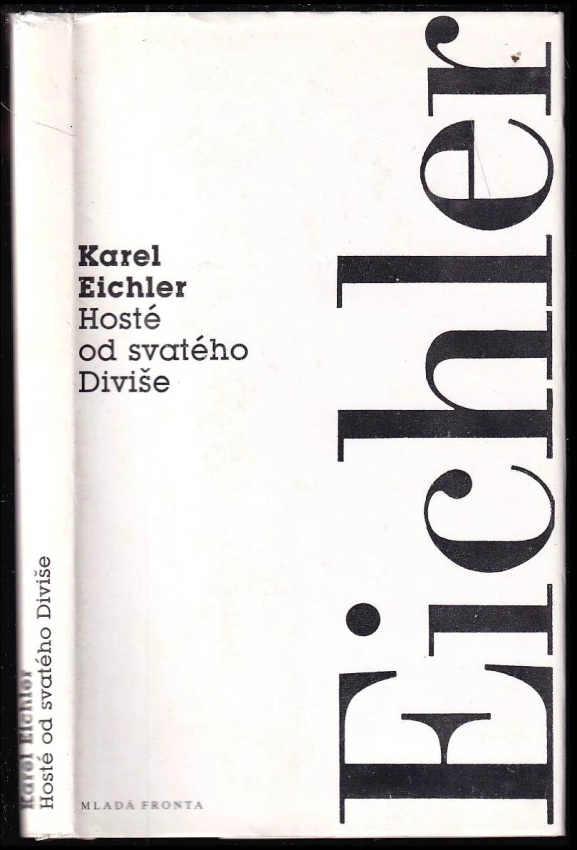 Karel
Eichler
Hosté
od svatého
Diviše
MLADÁ FRONTA
Eichler
Karel Eichler
Hosté od svatého Diviše